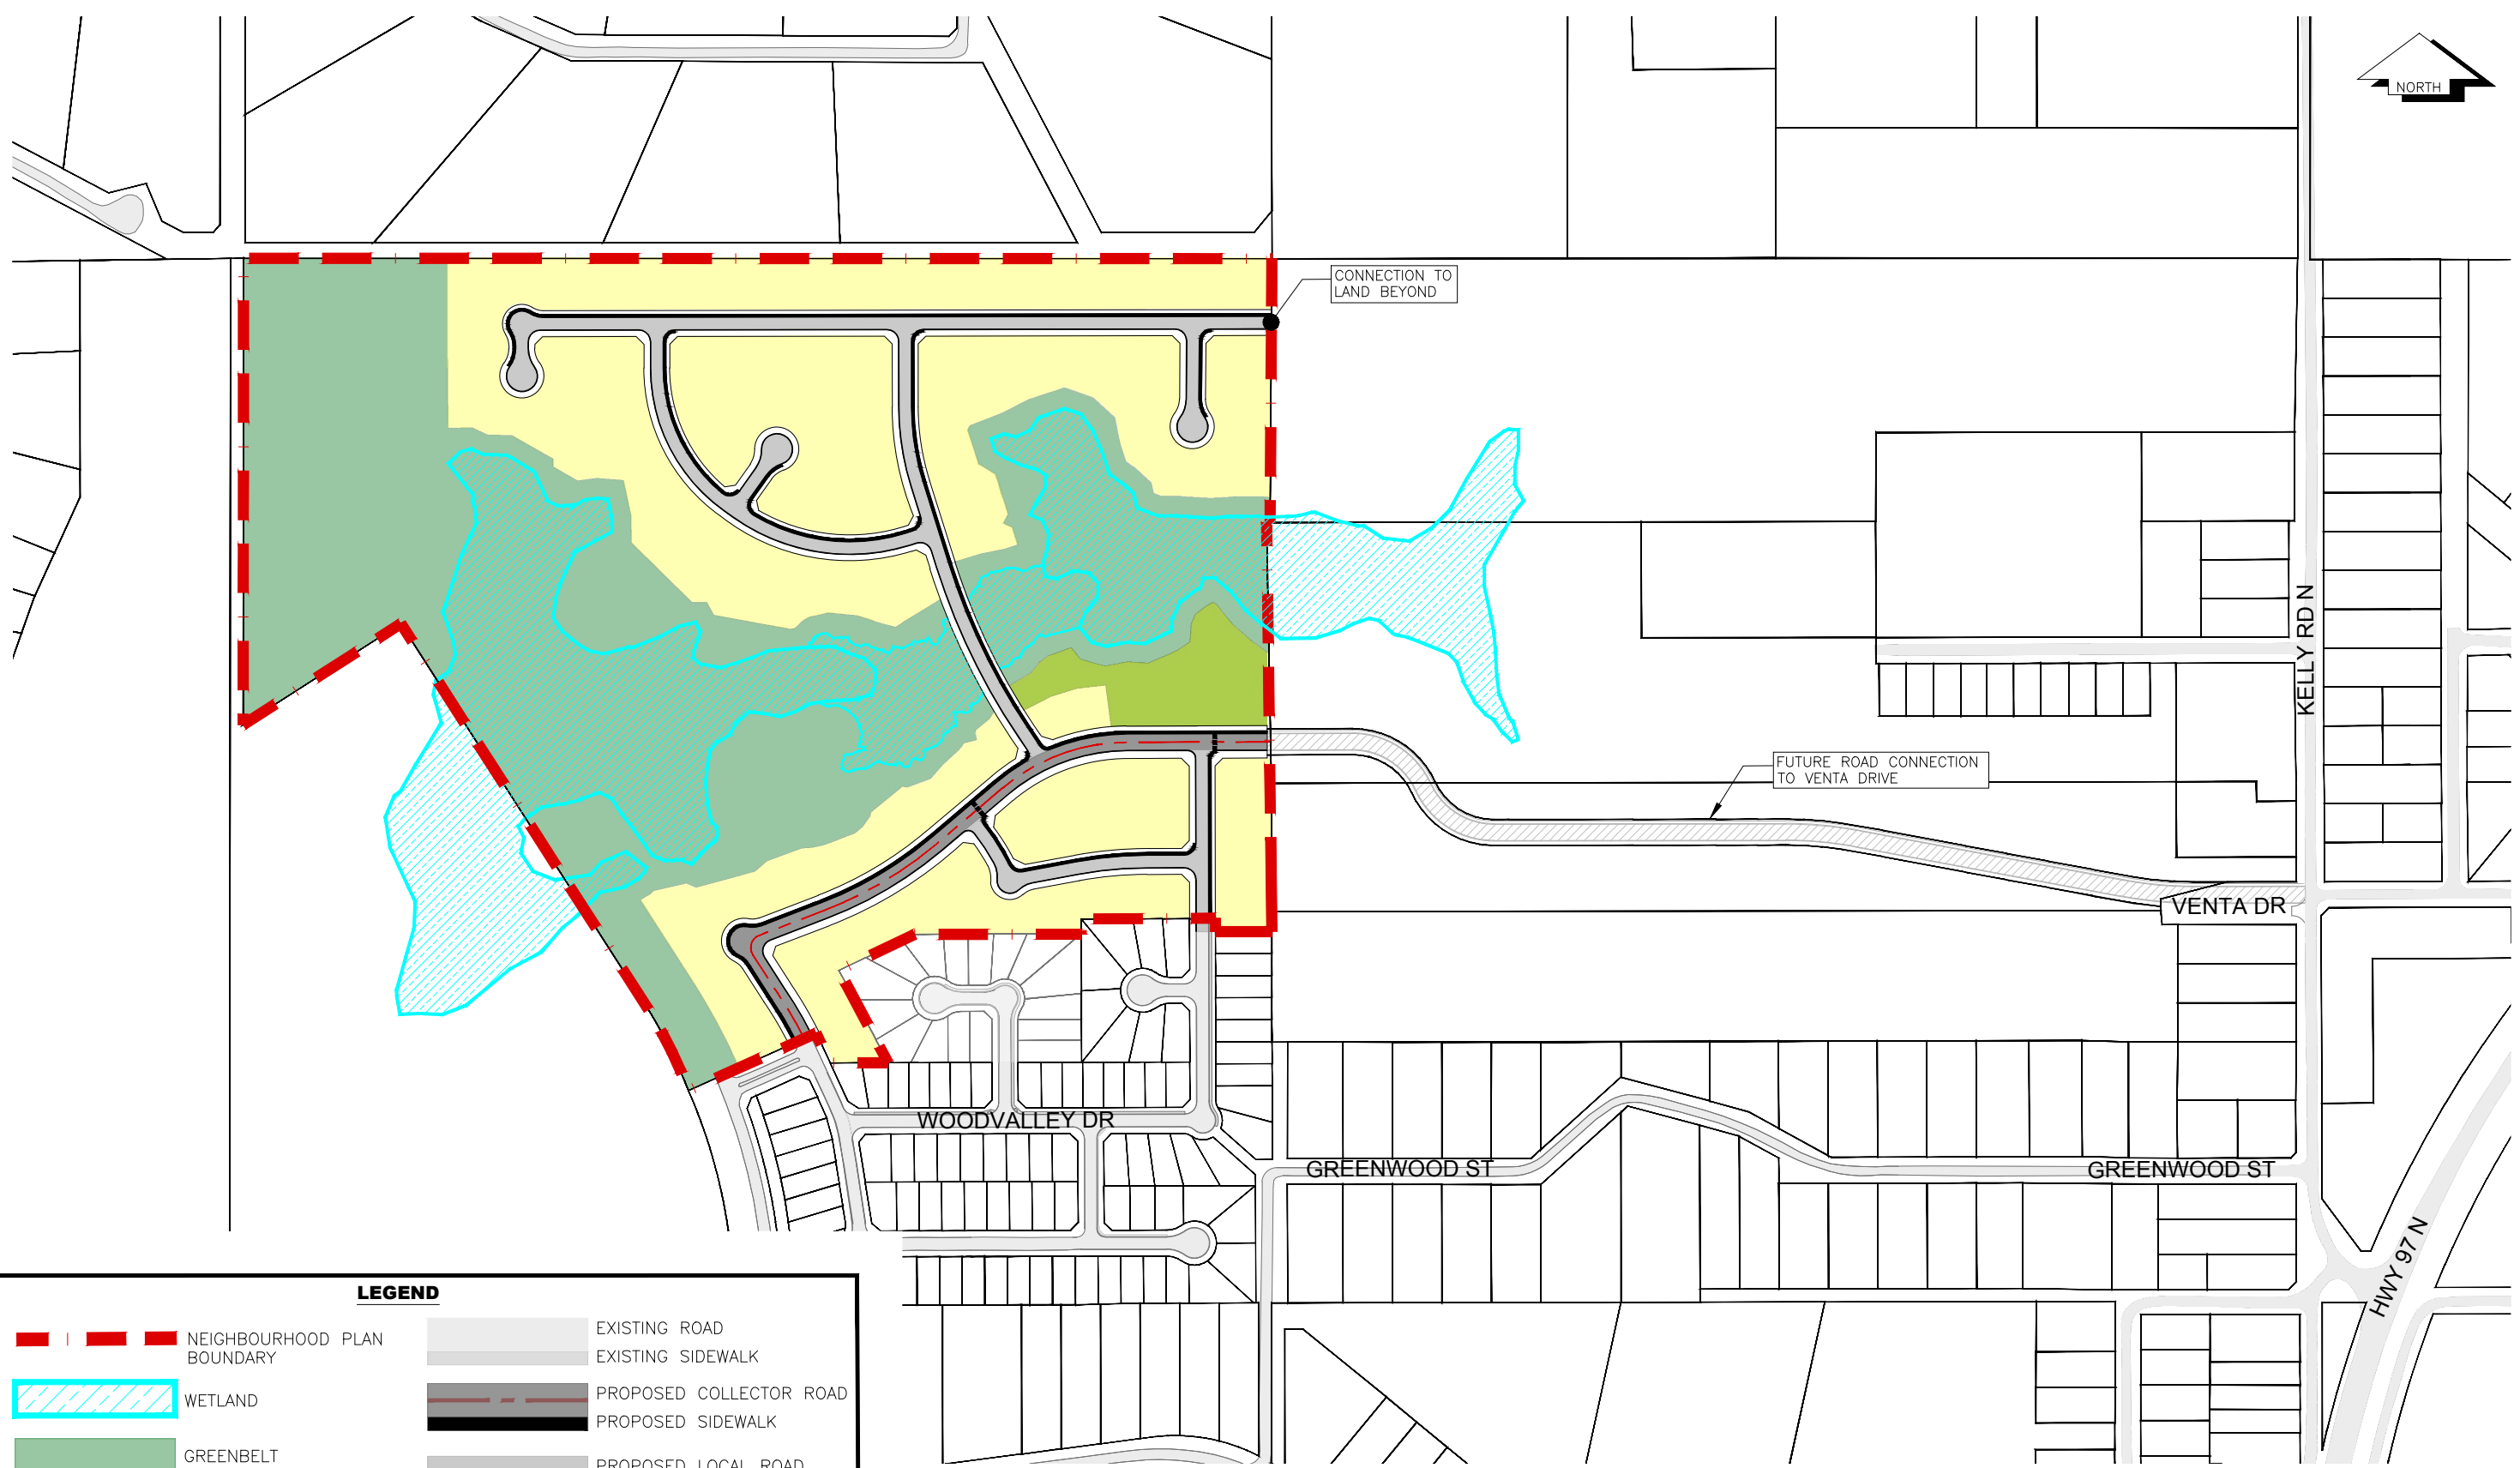 NORTH
CONNECTION TO
LAND BEYOND
KELLY RD N
FUTURE ROAD CONNECTION
TO VENTA DRIVE
VENTA DR
WOODVALLEY DR
GREENWOOD ST
GREENWOOD ST
HWY 97 N
LEGEND
NEIGHBOURHOOD PLAN
BOUNDARY
WETLAND
GREENBELT
EXISTING ROAD
EXISTING SIDEWALK
PROPOSED COLLECTOR ROAD
PROPOSED SIDEWALK
PROPOSED LOCAL ROAD